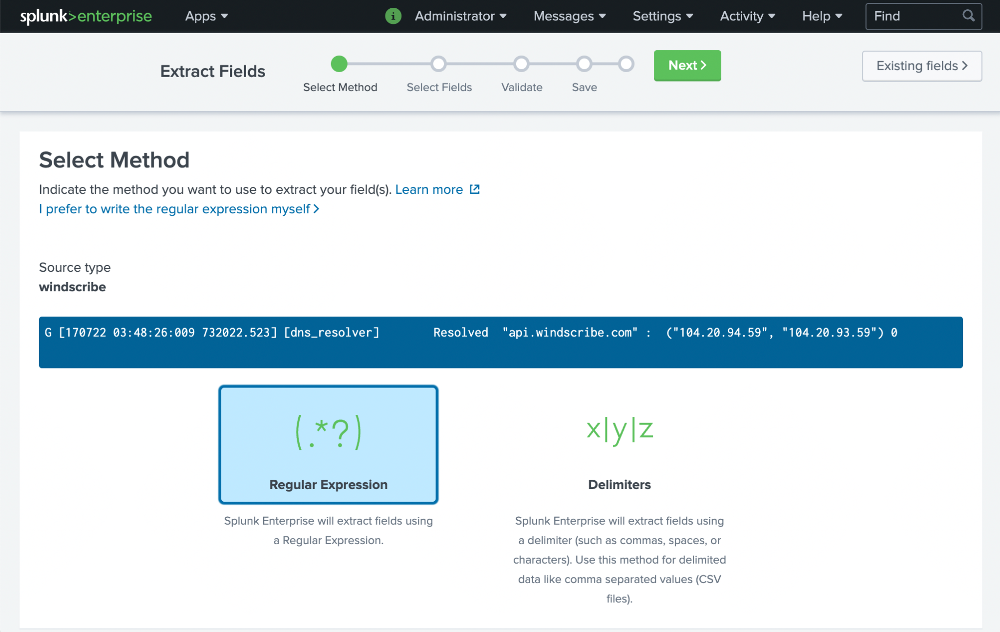 splunk>enterprise Apps i Administrator Messages Settings Activity Help Find
Extract Fields
Select Method Select Fields Validate Save
Next >
Existing fields >
Select Method
Indicate the method you want to use to extract your field(s). Learn more
I prefer to write the regular expression myself >
Source type
windscribe
G [170722 03:48:26:009 732022.523] [dns_resolver]        Resolved  "api.windscribe.com" :  ("104.20.94.59", "104.20.93.59") 0
(.*?)
Regular Expression
Splunk Enterprise will extract fields using
a Regular Expression.
x|y|z
Delimiters
Splunk Enterprise will extract fields using
a delimiter (such as commas, spaces, or
characters). Use this method for delimited
data like comma separated values (CSV
files).